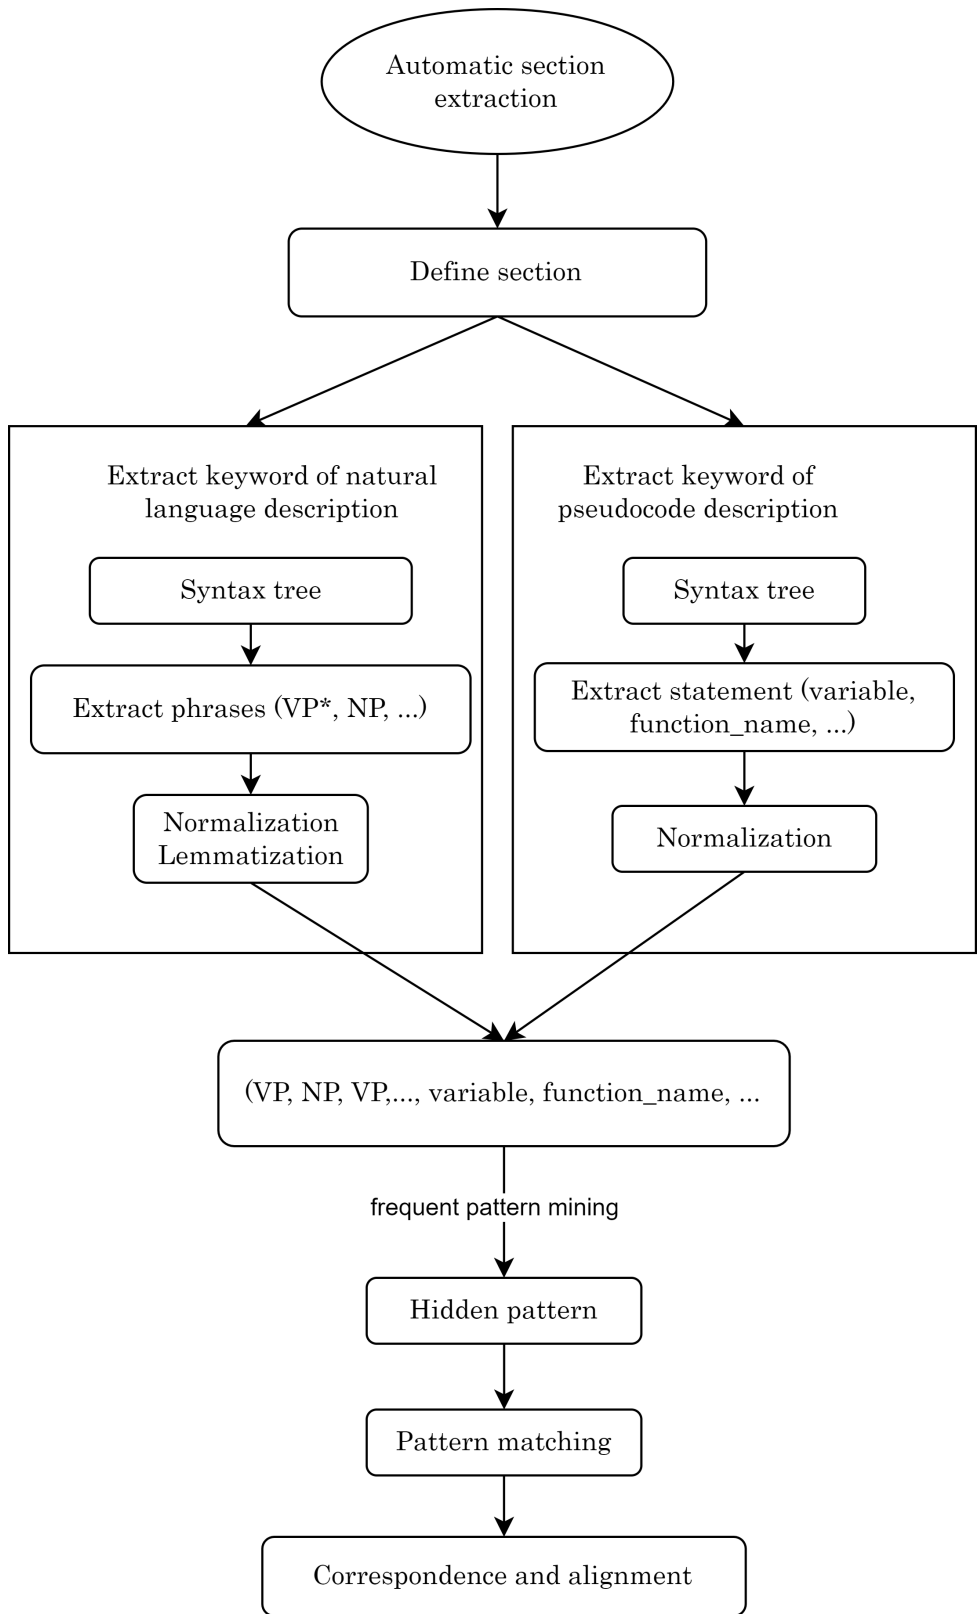 Automatic section
extraction
Define section
Extract keyword of natural
language description
Syntax tree
Extract phrases (VP*, NP, ...)
Normalization
Lemmatization
Extract keyword of
pseudocode description
Syntax tree
Extract statement (variable,
function_name, ...)
Normalization
(VP, NP, VP,..., variable, function_name, ...
frequent pattern mining
Hidden pattern
Pattern matching
Correspondence and alignment